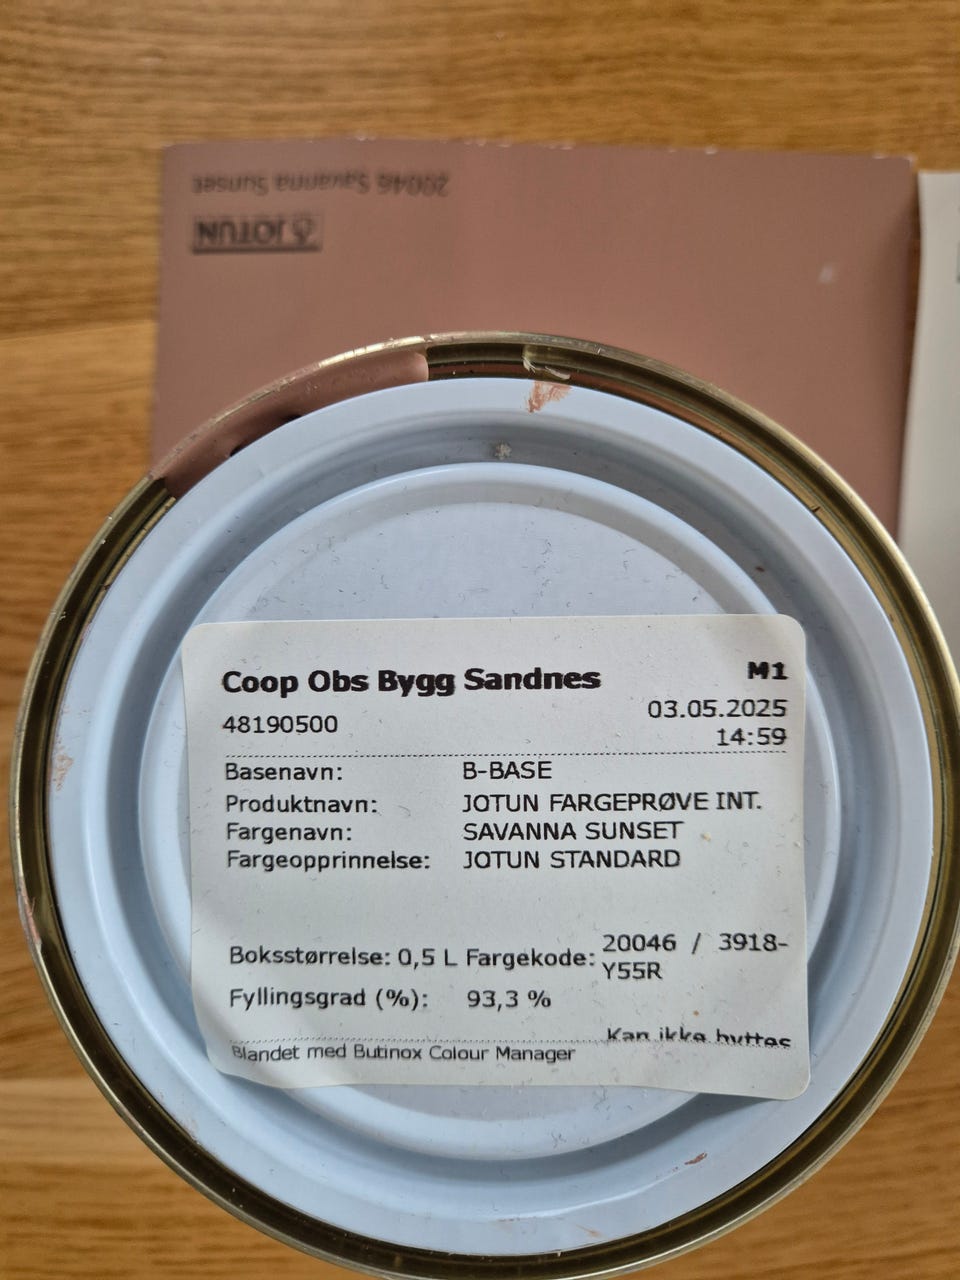 20046 Savanna Sunset
JOTUN
Coop Obs Bygg Sandnes M1
48190500 03.05.2025
14:59
Basenavn: B-BASE
Produktnavn: JOTUN FARGEPRØVE INT.
Fargenavn: SAVANNA SUNSET
Fargeopprinnelse: JOTUN STANDARD
Boksstørrelse: 0,5 L Fargekode: 20046 / 3918-
Y55R
Fyllingsgrad (%): 93,3 %
Kan ikke byttes
Blandet med Butinox Colour Manager